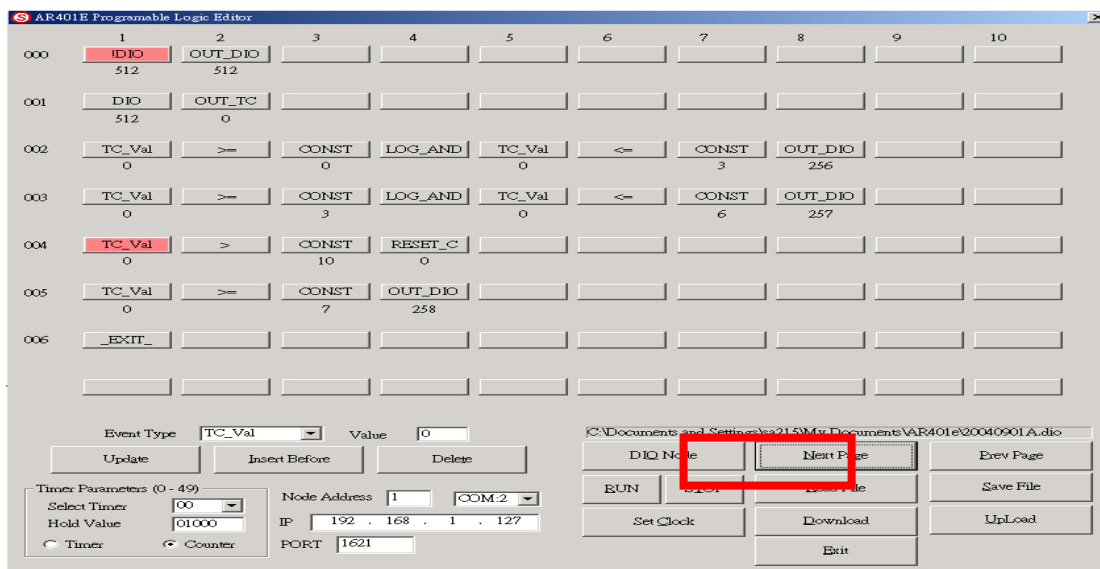 AR401E Programable Logic Editor
1 2 3 4 5 6 7 8 9 10
000 !DIO OUT_DIO
512 512
001 DIO OUT_TC
512 0
002 TC_Val >= CONST LOG_AND TC_Val <= CONST OUT_DIO
0 0 0 3 256
003 TC_Val >= CONST LOG_AND TC_Val <= CONST OUT_DIO
0 3 0 6 257
004 TC_Val > CONST RESET_C
0 10 0
005 TC_Val >= CONST OUT_DIO
0 7 258
006 _EXIT_
Event Type TC_Val Value 0
C:\Documents and Settings\sa215\My Documents\AR401e\20040901A.dio
Update Insert Before Delete
DIO Node Next Page Prev Page
Timer Parameters (0 - 49)
Select Timer 00
Hold Value 01000
Timer Counter
Node Address 1 COM:2
IP 192 . 168 . 1 . 127
PORT 1621
RUN STOP File Save File
Set Clock Download UpLoad
Exit